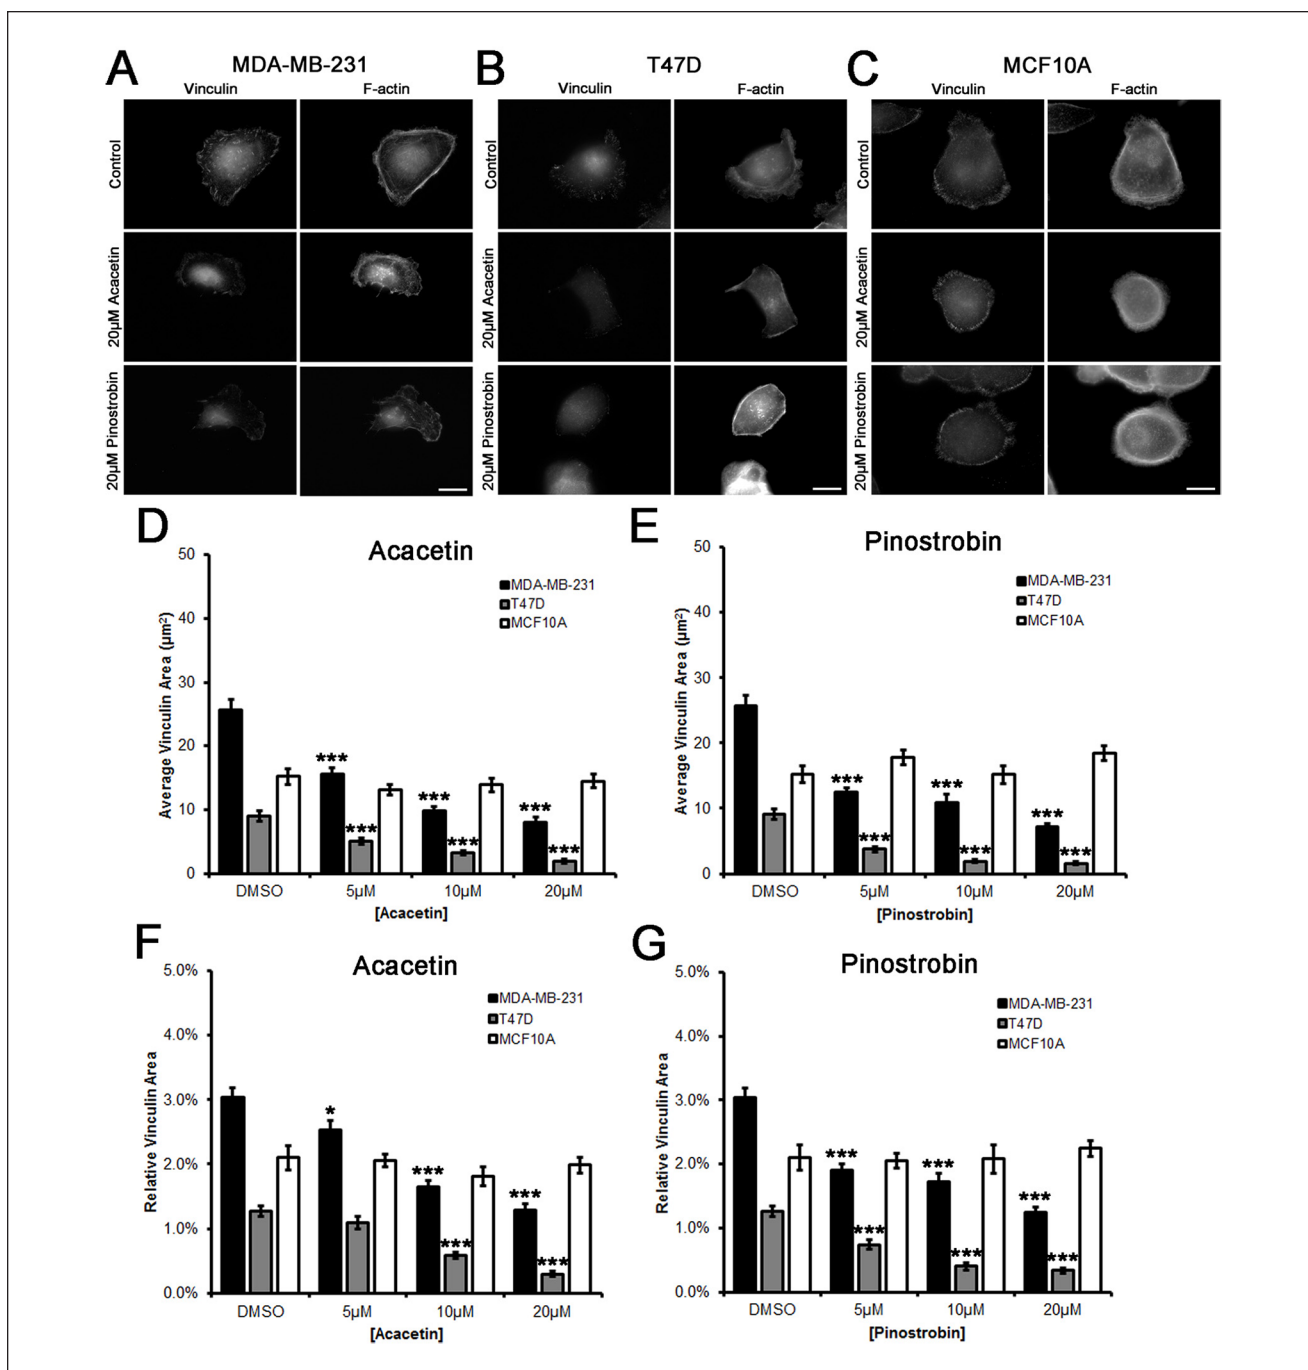 A MDA-MB-231 B T47D C MCF10A
Vinculin F-actin Vinculin F-actin Vinculin F-actin
Control Control Control
20µM Acacetin 20µM Acacetin 20µM Acacetin
20µM Pinostrobin 20µM Pinostrobin 20µM Pinostrobin
D Acacetin
Average Vinculin Area (µm²)
50
40
30
20
10
0
MDA-MB-231
T47D
MCF10A
*** *** ***
*** *** ***
DMSO 5µM 10µM 20µM
[Acacetin]
E Pinostrobin
Average Vinculin Area (µm²)
50
40
30
20
10
0
MDA-MB-231
T47D
MCF10A
*** *** ***
*** *** ***
DMSO 5µM 10µM 20µM
[Pinostrobin]
F Acacetin
Relative Vinculin Area
5.0%
4.0%
3.0%
2.0%
1.0%
0.0%
MDA-MB-231
T47D
MCF10A
* *** ***
*** ***
DMSO 5µM 10µM 20µM
[Acacetin]
G Pinostrobin
Relative Vinculin Area
5.0%
4.0%
3.0%
2.0%
1.0%
0.0%
MDA-MB-231
T47D
MCF10A
*** *** ***
*** *** ***
DMSO 5µM 10µM 20µM
[Pinostrobin]